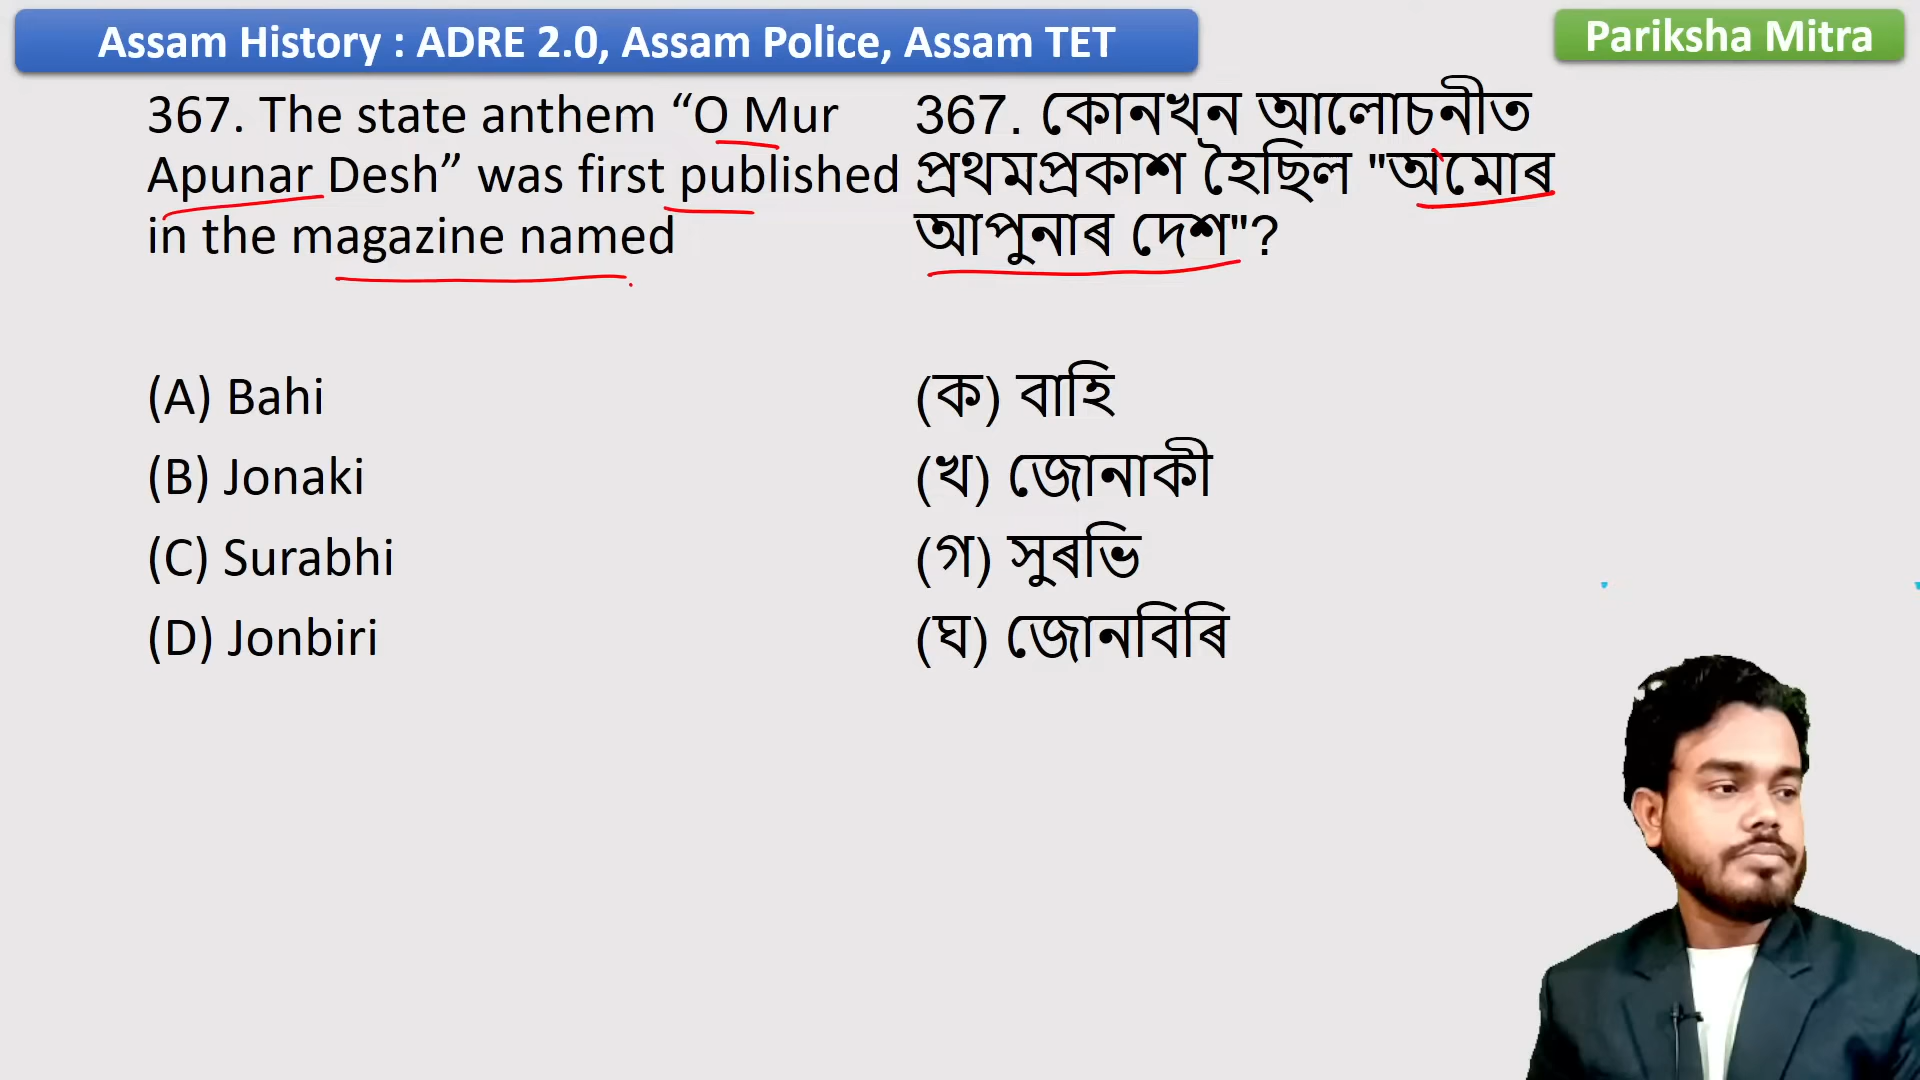 Assam History : ADRE 2.0, Assam Police, Assam TET
Pariksha Mitra
367. The state anthem “O Mur
Apunar Desh” was first published
in the magazine named
(A) Bahi
(B) Jonaki
(C) Surabhi
(D) Jonbiri
367. কোনখন আলোচনীত
প্ৰথমপ্ৰকাশ হৈছিল "অমোৰ
আপুনাৰ দেশ"?
(ক) বাহি
(খ) জোনাকী
(গ) সুৰভি
(ঘ) জোনবিৰি